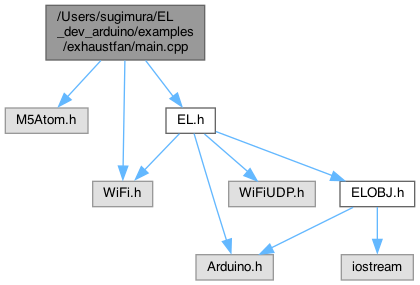 /Users/sugimura/EL
_dev_arduino/examples
/exhaustfan/main.cpp
M5Atom.h
EL.h
WiFi.h
WiFiUDP.h
ELOBJ.h
Arduino.h
iostream